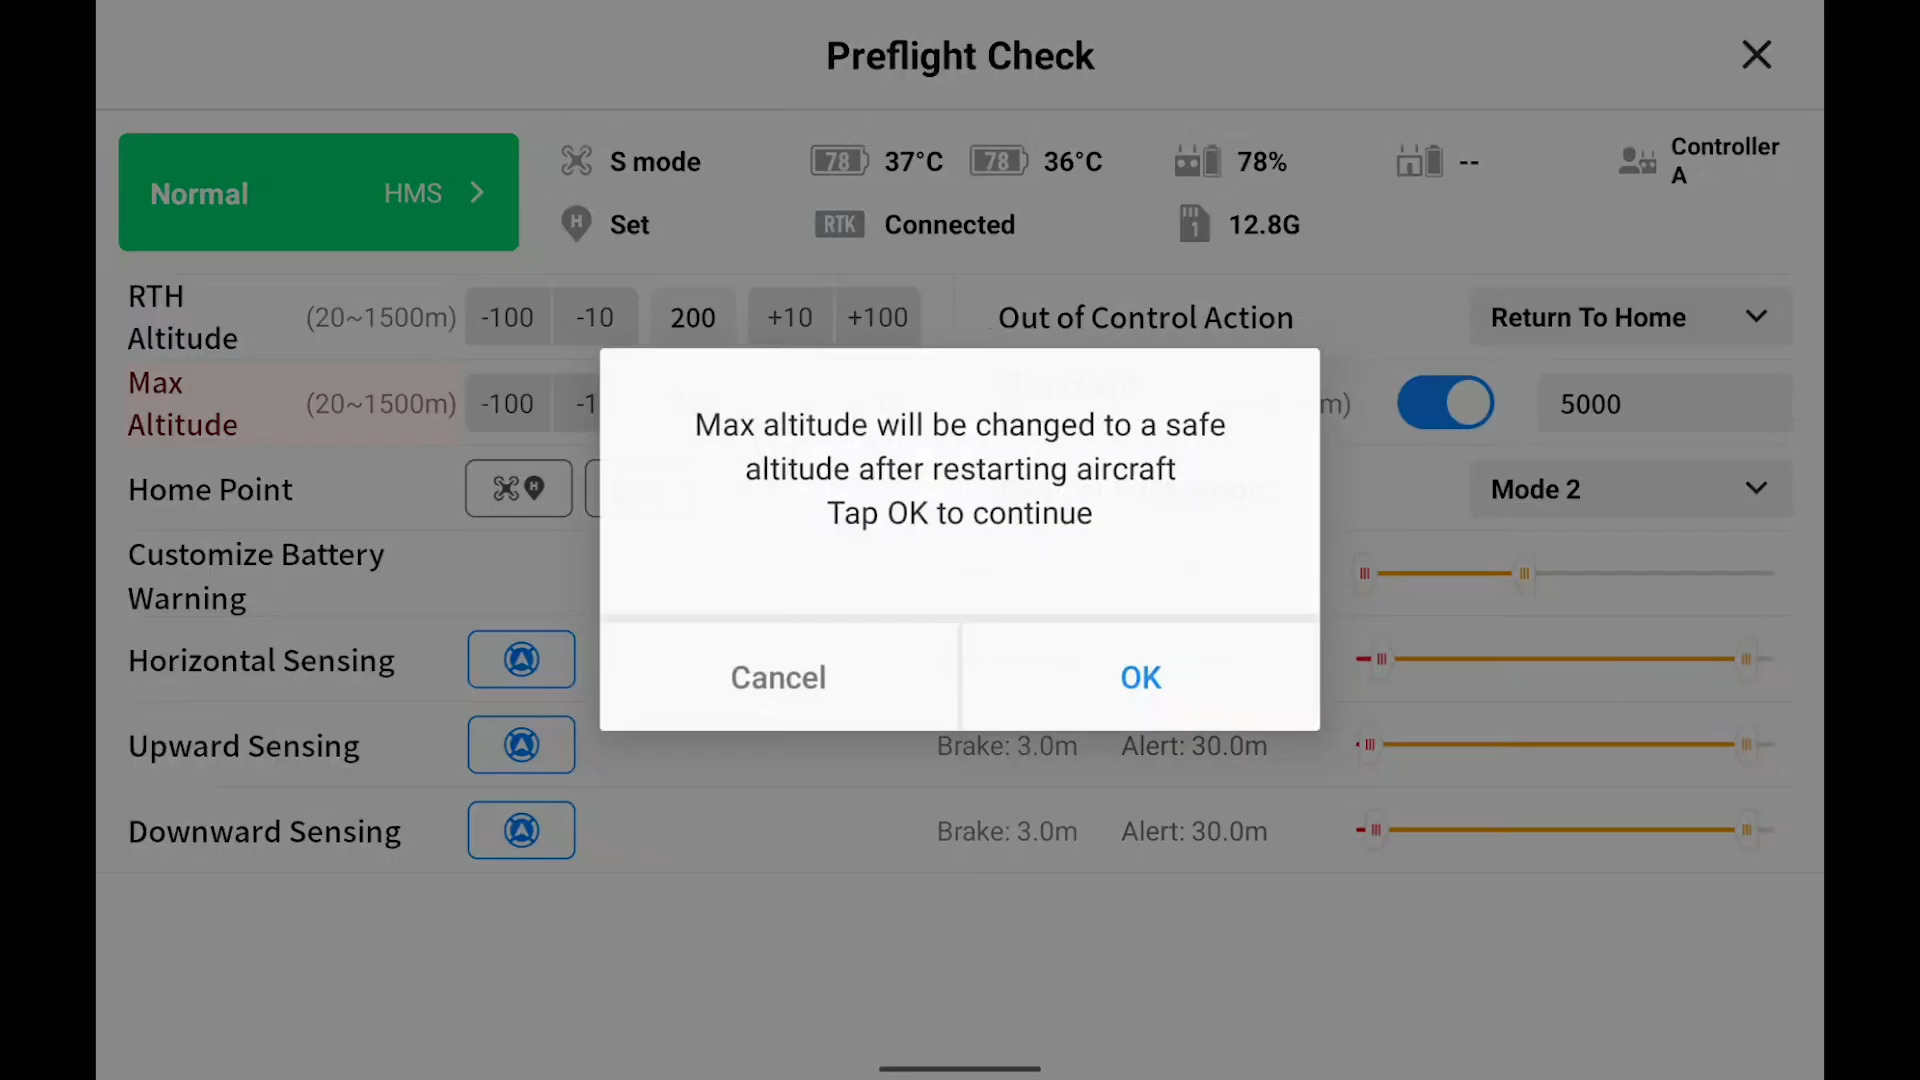 Preflight Check
Normal HMS
S mode
78 37°C 78 36°C
78%
--
Controller
A
H Set
RTK Connected
1 12.8G
RTH
Altitude (20~1500m) -100 -10 200 +10 +100
Out of Control Action Return To Home
Max
Altitude (20~1500m) -100 -1
m) 5000
Max altitude will be changed to a safe
altitude after restarting aircraft
Tap OK to continue
Cancel OK
Home Point H
Mode 2
Customize Battery
Warning
Horizontal Sensing
Upward Sensing Brake: 3.0m Alert: 30.0m
Downward Sensing Brake: 3.0m Alert: 30.0m